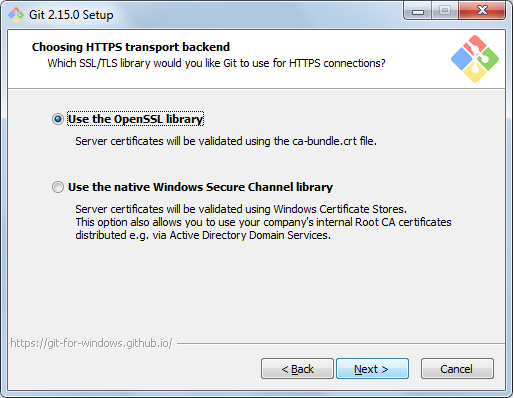 Git 2.15.0 Setup
Choosing HTTPS transport backend
Which SSL/TLS library would you like Git to use for HTTPS connections?
Use the OpenSSL library
Server certificates will be validated using the ca-bundle.crt file.
Use the native Windows Secure Channel library
Server certificates will be validated using Windows Certificate Stores.
This option also allows you to use your company's internal Root CA certificates
distributed e.g. via Active Directory Domain Services.
https://git-for-windows.github.io/
< Back
Next >
Cancel